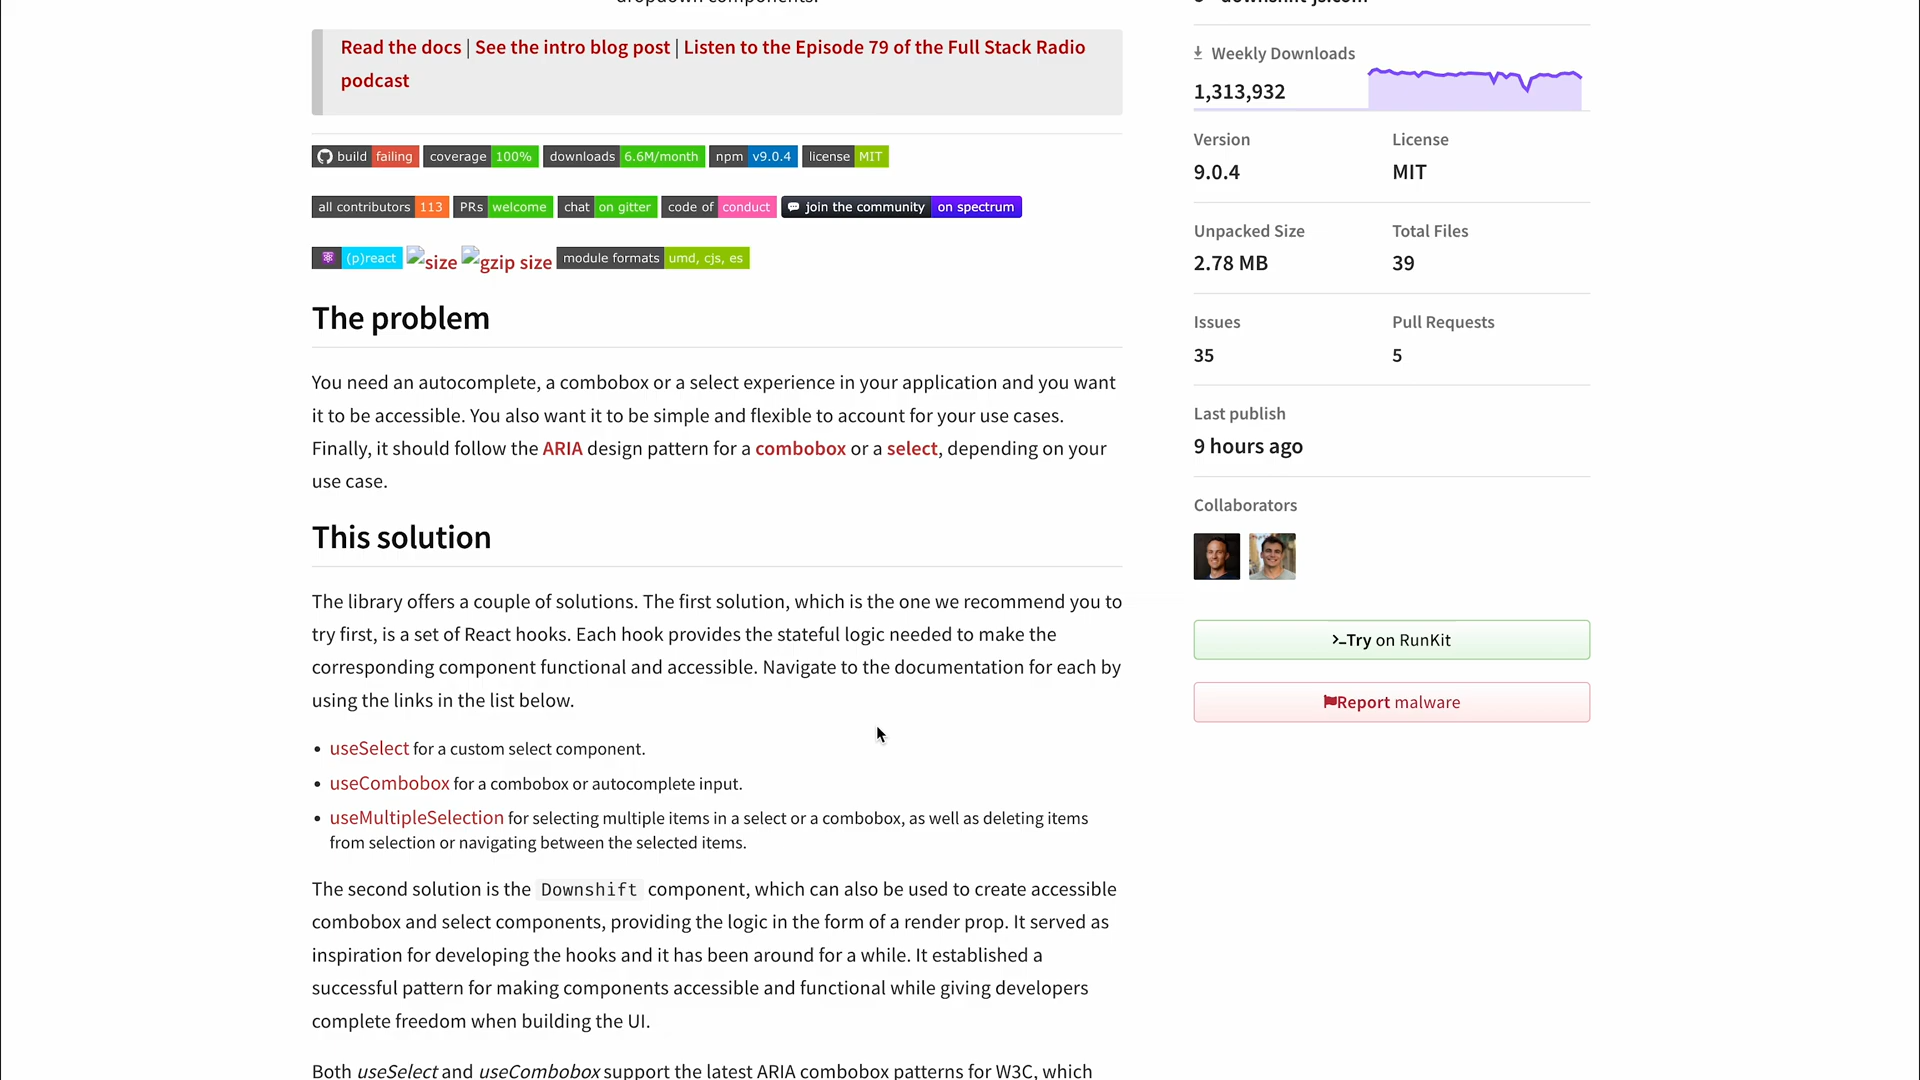 dropdown components.
Read the docs | See the intro blog post | Listen to the Episode 79 of the Full Stack Radio
podcast
build failing coverage 100% downloads 6.6M/month npm v9.0.4 license MIT
all contributors 113 PRs welcome chat on gitter code of conduct join the community on spectrum
(p)react size gzip size module formats umd, cjs, es
The problem
You need an autocomplete, a combobox or a select experience in your application and you want
it to be accessible. You also want it to be simple and flexible to account for your use cases.
Finally, it should follow the ARIA design pattern for a combobox or a select, depending on your
use case.
This solution
The library offers a couple of solutions. The first solution, which is the one we recommend you to
try first, is a set of React hooks. Each hook provides the stateful logic needed to make the
corresponding component functional and accessible. Navigate to the documentation for each by
using the links in the list below.
• useSelect for a custom select component.
• useCombobox for a combobox or autocomplete input.
• useMultipleSelection for selecting multiple items in a select or a combobox, as well as deleting items
from selection or navigating between the selected items.
The second solution is the Downshift component, which can also be used to create accessible
combobox and select components, providing the logic in the form of a render prop. It served as
inspiration for developing the hooks and it has been around for a while. It established a
successful pattern for making components accessible and functional while giving developers
complete freedom when building the UI.
Both useSelect and useCombobox support the latest ARIA combobox patterns for W3C, which
downshift-js.com
Weekly Downloads
1,313,932
Version License
9.0.4 MIT
Unpacked Size Total Files
2.78 MB 39
Issues Pull Requests
35 5
Last publish
9 hours ago
Collaborators
Try on RunKit
Report malware